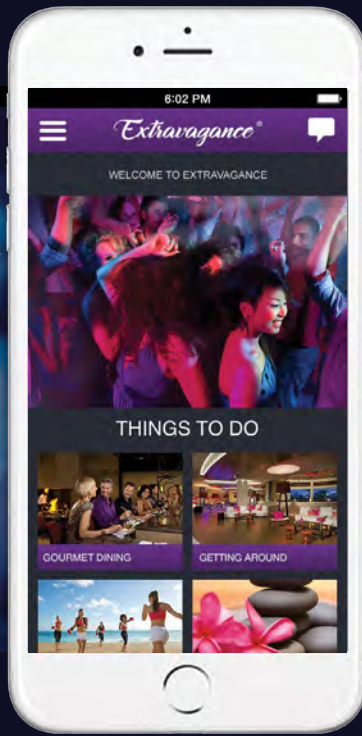 6:02 PM
Extravagance®
WELCOME TO EXTRAVAGANCE
THINGS TO DO
GOURMET DINING
GETTING AROUND